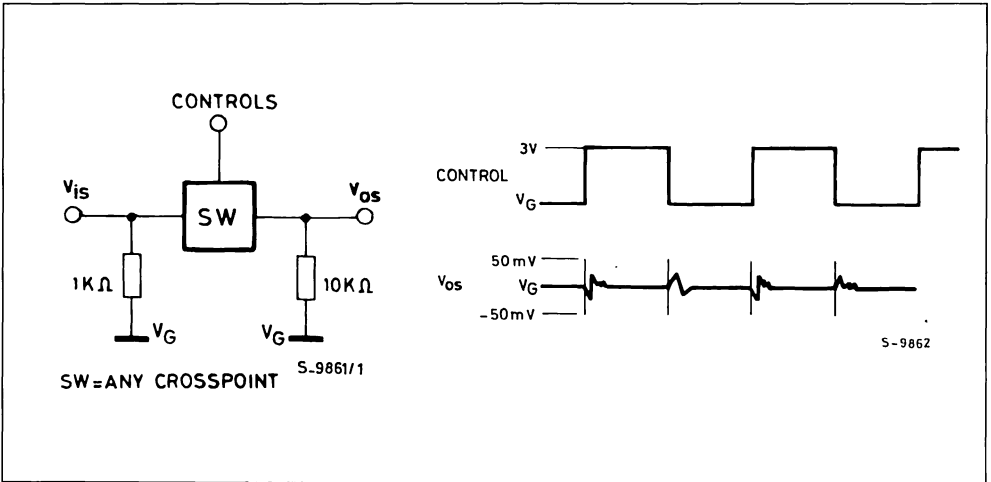 CONTROLS
Vis
SW
Vos
1KΩ
10KΩ
VG
VG
S-9861/1
SW=ANY CROSSPOINT
3V
CONTROL
VG
50mV
Vos
VG
-50mV
S-9862